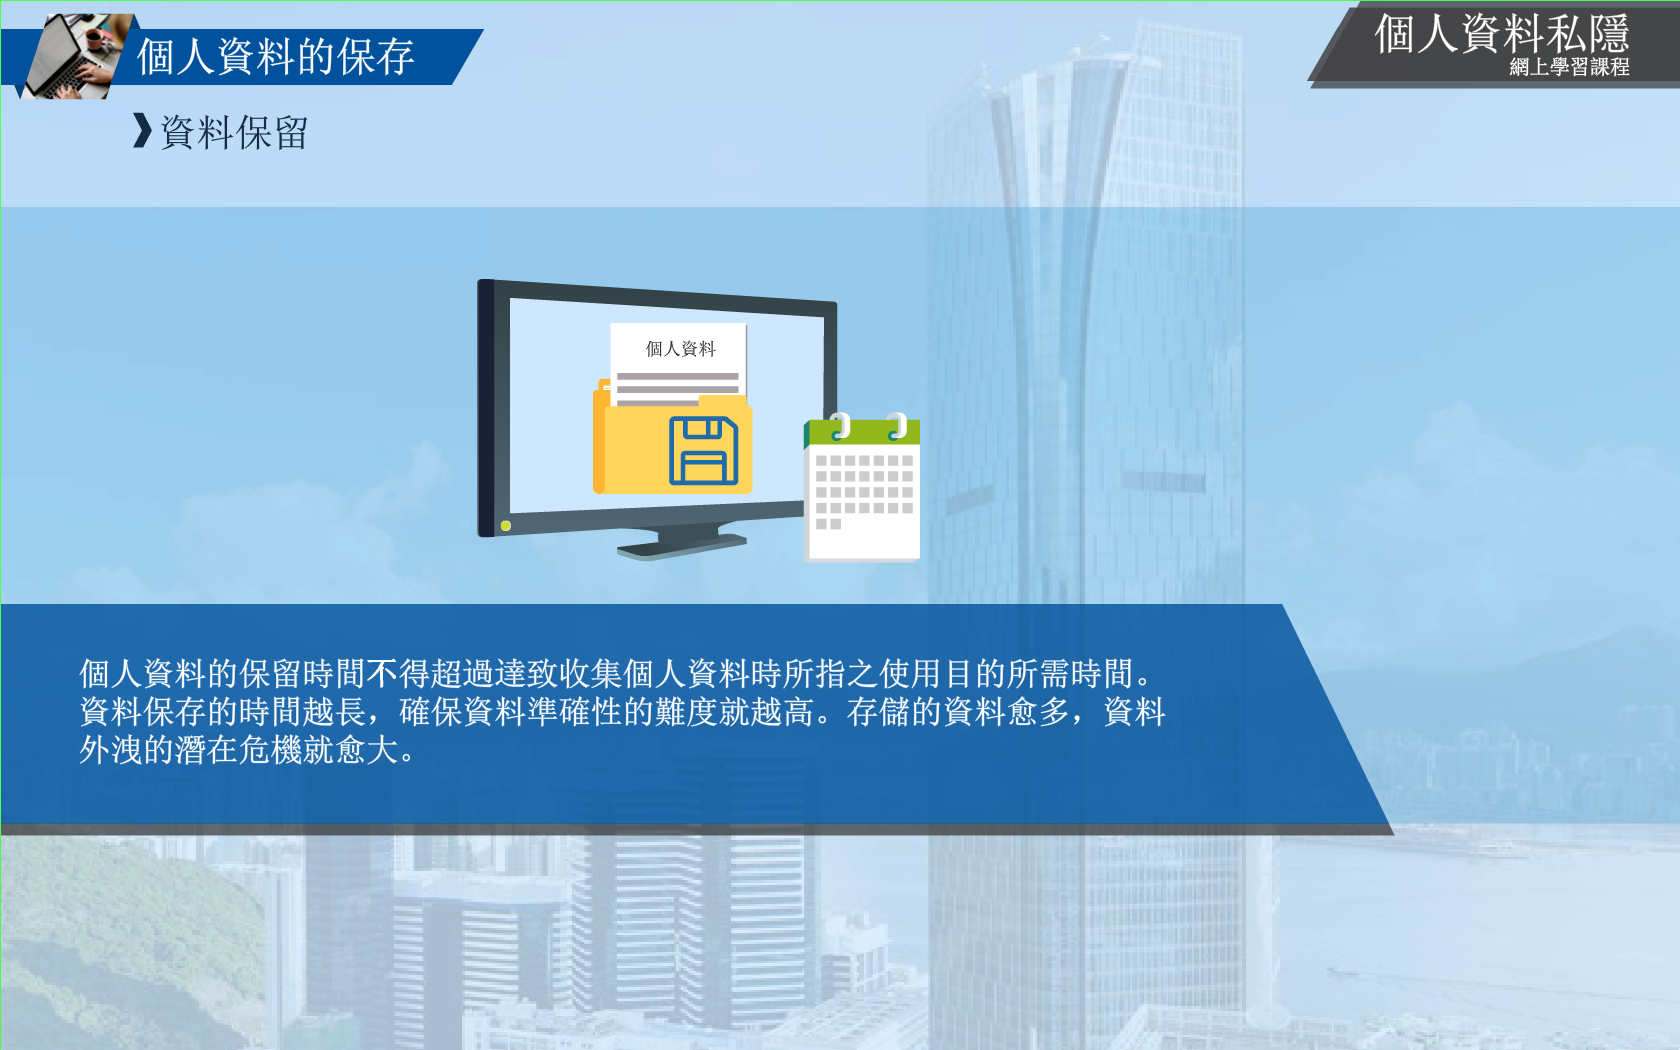 個人資料的保存
個人資料私隱
網上學習課程
資料保留
個人資料
個人資料的保留時間不得超過達致收集個人資料時所指之使用目的所需時間。
資料保存的時間越長，確保資料準確性的難度就越高。存儲的資料愈多，資料
外洩的潛在危機就愈大。